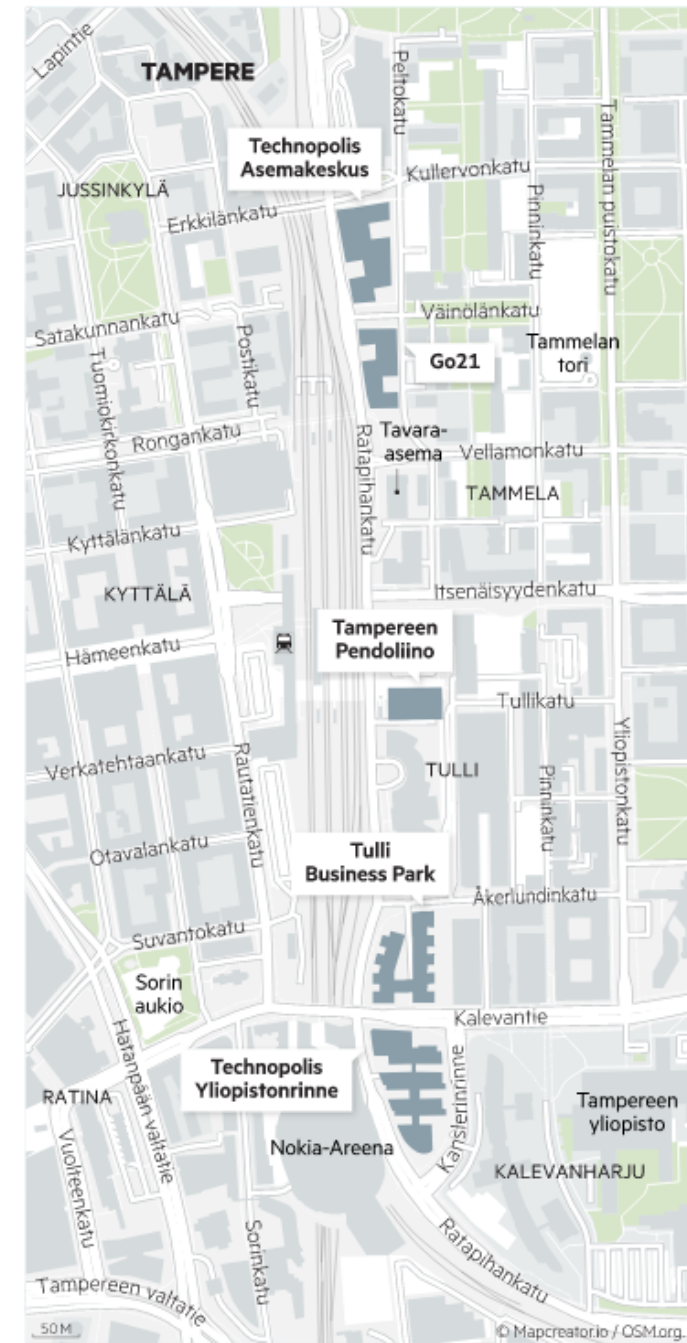 Lapintie
TAMPERE
Peltokatu
Tammelan puistokatu
Technopolis
Asemakeskus
Kullervonkatu
JUSSINKYLÄ
Pinninkatu
Erkkilänkatu
Satakunnankatu
Postikatu
Väinölänkatu
Tuomiokirkonkatu
Go21
Tammelan
tori
Rongankatu
Ratapihankatu
Tavara-
asema
Vellamonkatu
TAMMELA
Kyttälänkatu
KYTTÄLÄ
Itsenäisyydenkatu
Hämeenkatu
Tampereen
Pendoliino
Tullikatu
Yliopistonkatu
Verkatehtaankatu
Rautatienkatu
TULLI
Pinninkatu
Otavalankatu
Tulli
Business Park
Åkerlundinkatu
Suvantokatu
Sorin
aukio
Kalevantie
Hatanpään valtatie
Technopolis
Yliopistonrinne
Kanslerinrinne
RATINA
Tampereen
yliopisto
Vuolteenkatu
Nokia-Areena
KALEVANHARJU
Sorinkatu
Ratapihankatu
Tampereen valtatie
50 M
© Mapcreator.io / OSM.org